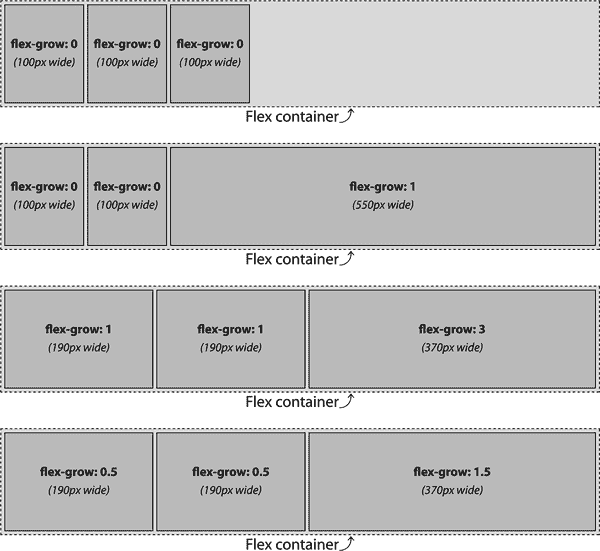 flex-grow: 0 flex-grow: 0 flex-grow: 0
(100px wide) (100px wide) (100px wide)
Flex container
flex-grow: 0 flex-grow: 0 flex-grow: 1
(100px wide) (100px wide) (550px wide)
Flex container
flex-grow: 1 flex-grow: 1 flex-grow: 3
(190px wide) (190px wide) (370px wide)
Flex container
flex-grow: 0.5 flex-grow: 0.5 flex-grow: 1.5
(190px wide) (190px wide) (370px wide)
Flex container